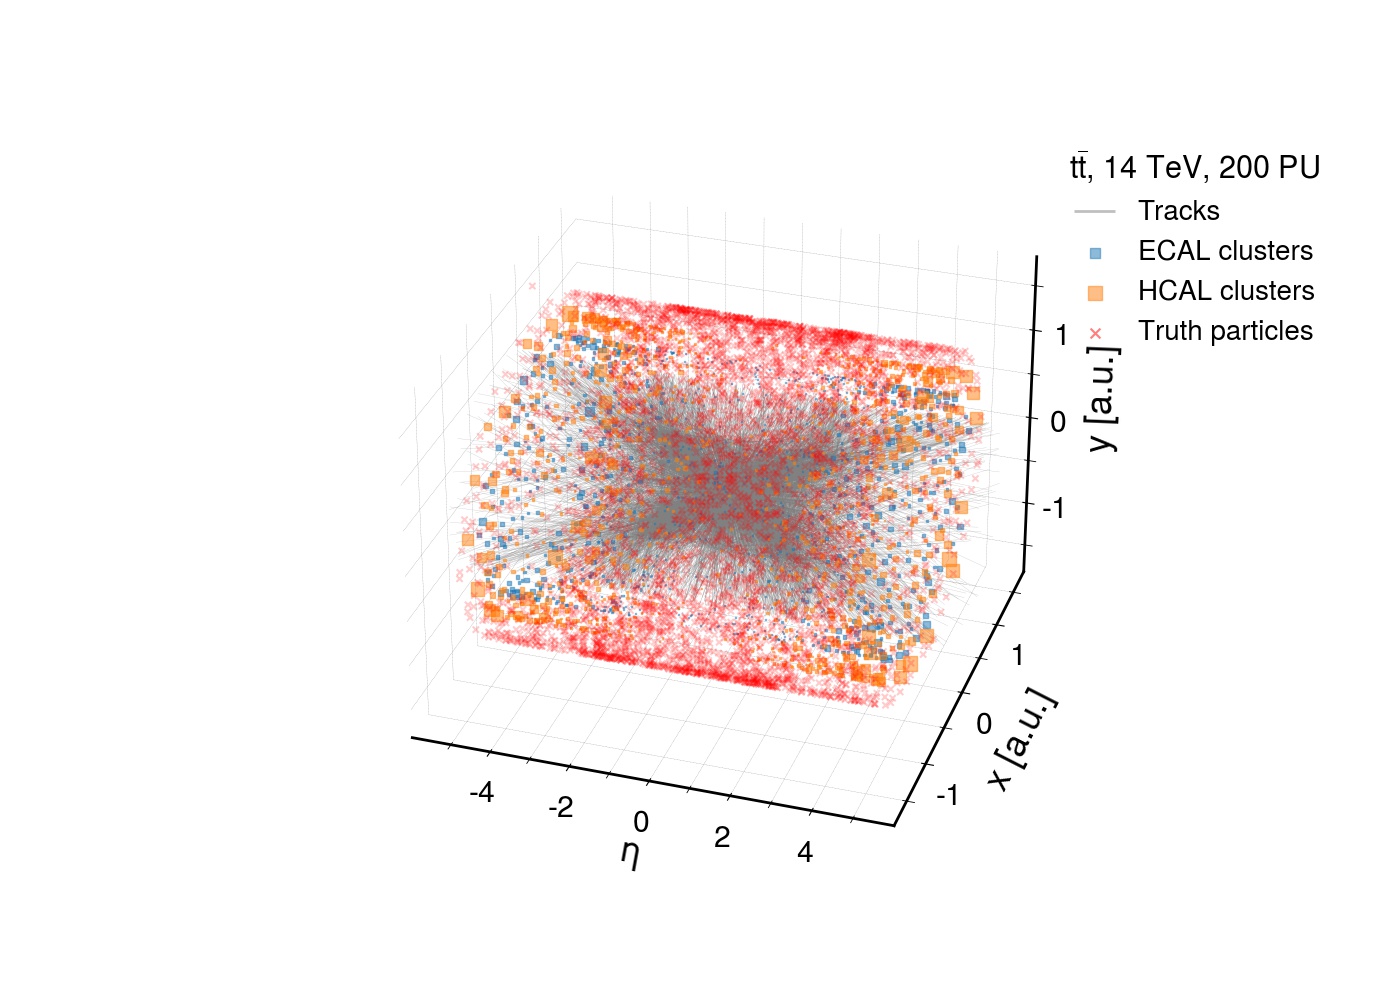 tt̄, 14 TeV, 200 PU
Tracks
ECAL clusters
HCAL clusters
Truth particles
1
0
-1
y [a.u.]
1
0
-1
x [a.u.]
-4
-2
0
2
4
η